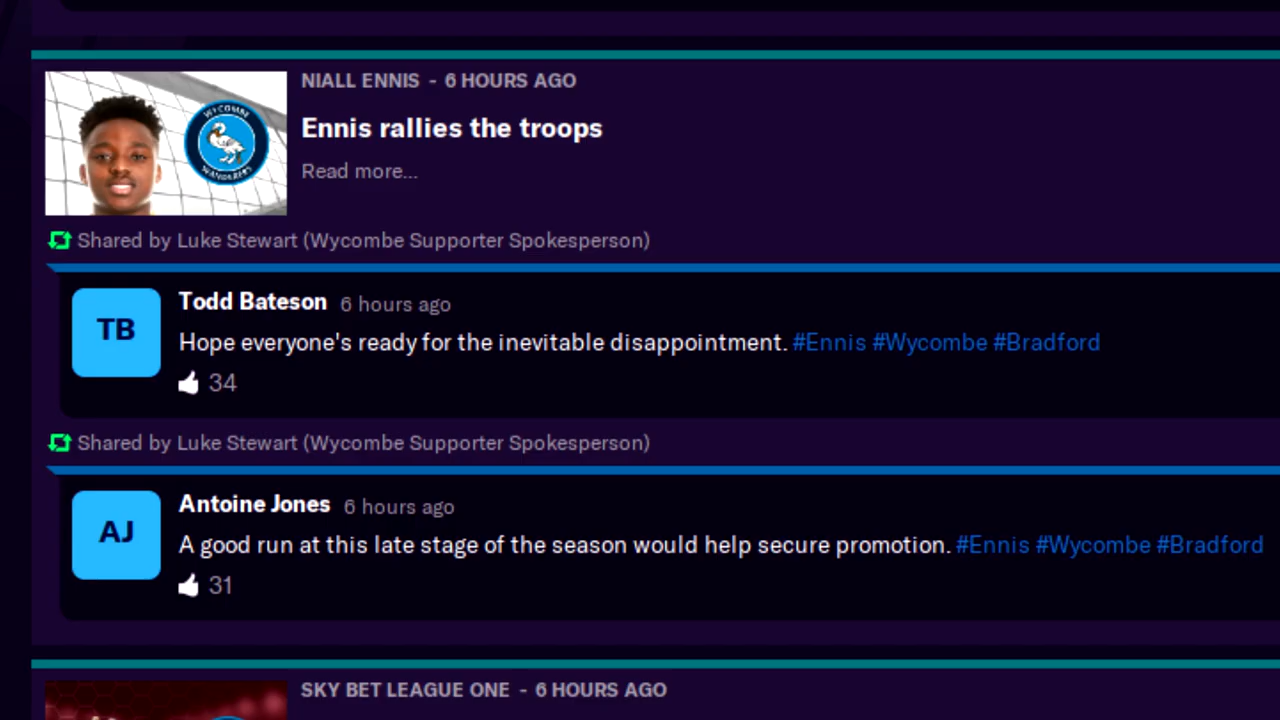 NIALL ENNIS - 6 HOURS AGO
Ennis rallies the troops
Read more...
WYCOMBE
WANDERERS
Shared by Luke Stewart (Wycombe Supporter Spokesperson)
TB
Todd Bateson 6 hours ago
Hope everyone's ready for the inevitable disappointment. #Ennis #Wycombe #Bradford
34
Shared by Luke Stewart (Wycombe Supporter Spokesperson)
AJ
Antoine Jones 6 hours ago
A good run at this late stage of the season would help secure promotion. #Ennis #Wycombe #Bradford
31
SKY BET LEAGUE ONE - 6 HOURS AGO